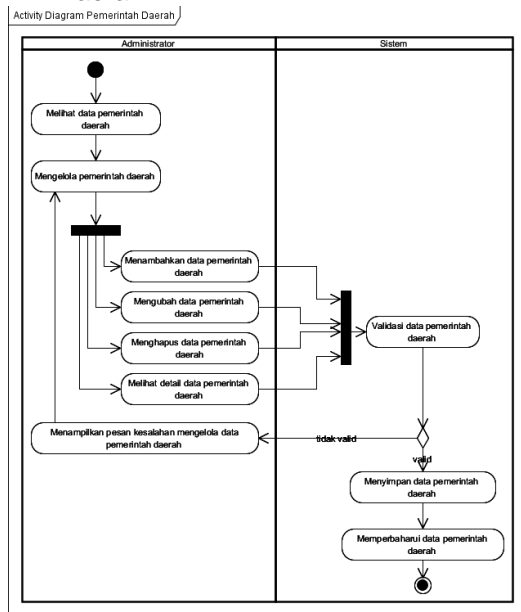 Activity Diagram Pemerintah Daerah
Administrator
Sistem
Melihat data pemerintah
daerah
Mengelola pemerintah daerah
Menambahkan data pemerintah
daerah
Mengubah data pemerintah
daerah
Menghapus data pemerintah
daerah
Melihat detail data pemerintah
daerah
Validasi data pemerintah
daerah
Menampilkan pesan kesalahan mengelola data
pemerintah daerah
tidak valid
valid
Menyimpan data pemerintah
daerah
Memperbaharui data pemerintah
daerah